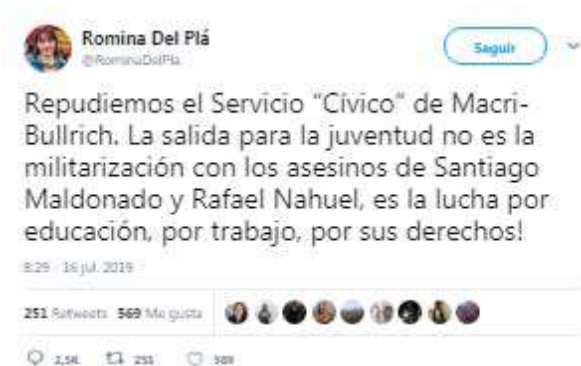 Romina Del Plá
@RominaDelPla
Seguir
Repudiemos el Servicio "Cívico" de Macri-
Bullrich. La salida para la juventud no es la
militarización con los asesinos de Santiago
Maldonado y Rafael Nahuel, es la lucha por
educación, por trabajo, por sus derechos!
8:29 - 16 jul. 2019
251 Retweets 569 Me gusta
2,5K 251 569